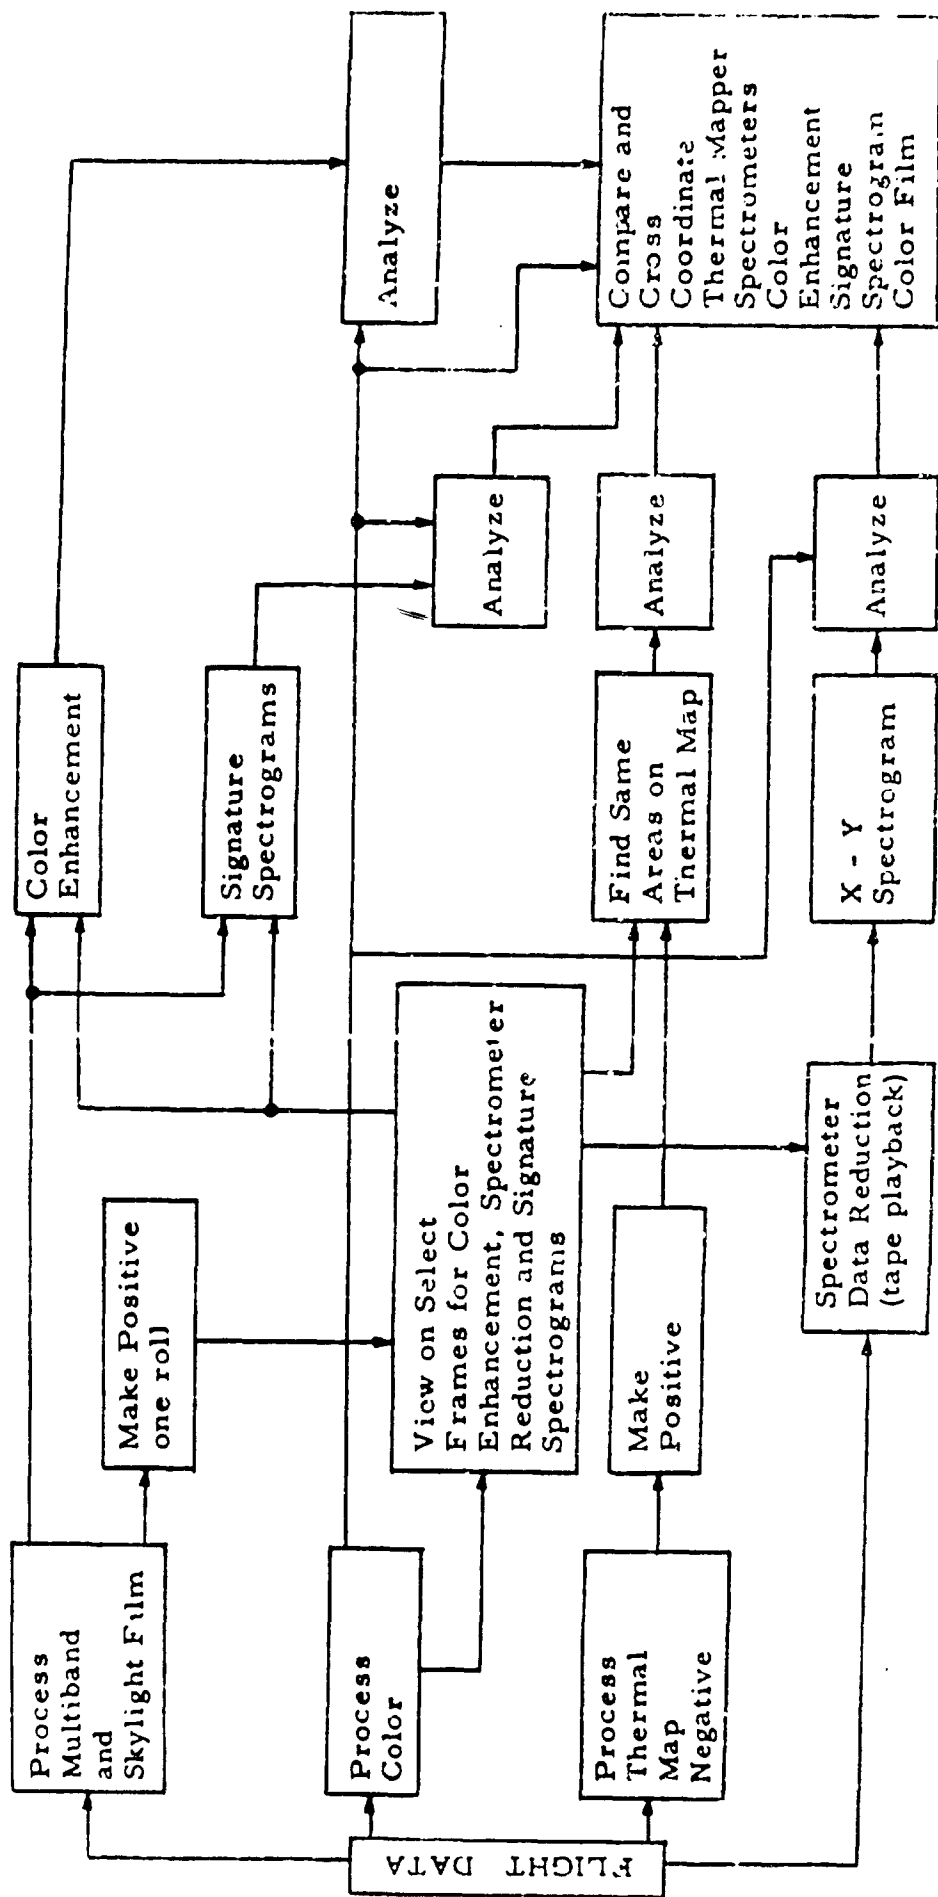 FLIGHT DATA
Process
Multiband
and
Skylight Film
Process
Color
Process
Thermal
Map
Negative
Make Positive
one roll
View on Select
Frames for Color
Enhancement, Spectrometer
Reduction and Signature
Spectrograms
Make
Positive
Spectrometer
Data Reduction
(tape playback)
Color
Enhancement
Signature
Spectrograms
Find Same
Areas on
Thermal Map
X - Y
Spectrogram
Analyze
Analyze
Analyze
Analyze
Compare and
Cross
Coordinate
Thermal Mapper
Spectrometers
Color
Enhancement
Signature
Spectrogram
Color Film